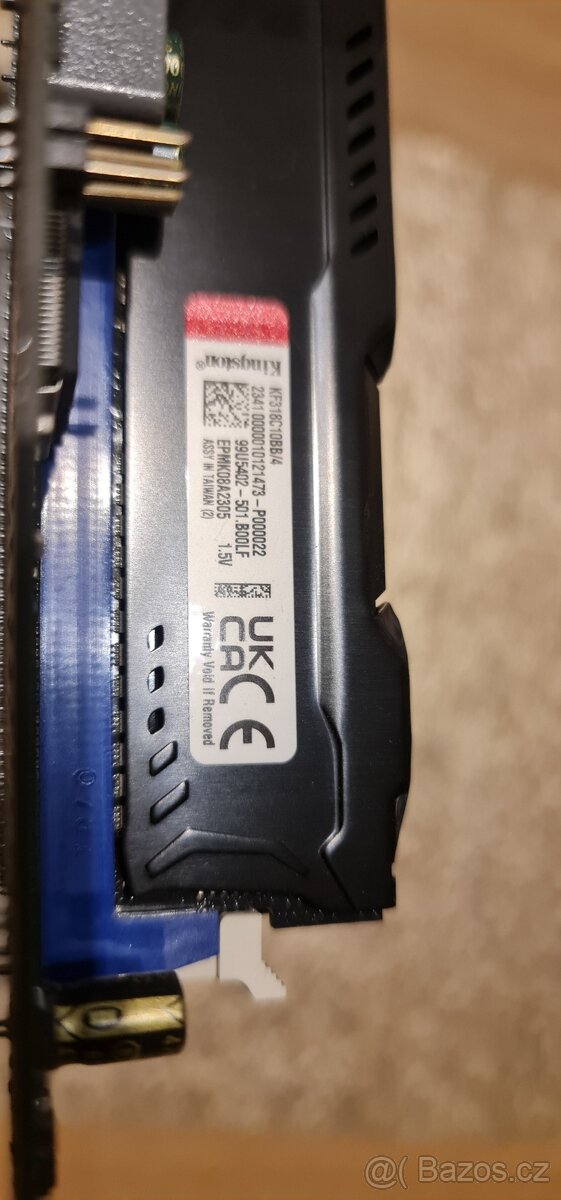 Kingston®
KF318C10BB/4
2341 0000010121473 - P000022
99U5402 - 501.B00LF
EPMK08A2305 1.5V
ASSY IN TAIWAN (2)
UK
CA
CE
Warranty Void If Removed
@( Bazoš.cz